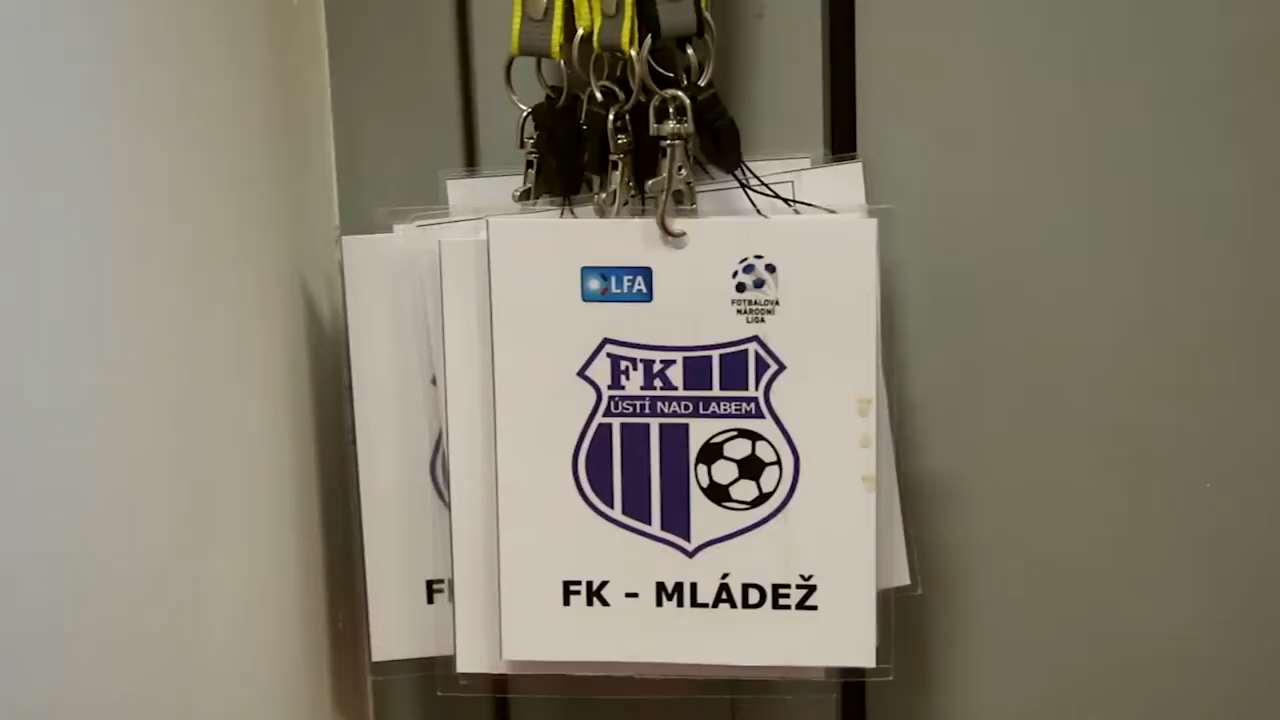 LFA
FOTBALOVÁ
NÁRODNÍ
LIGA
FK
ÚSTÍ NAD LABEM
FK - MLÁDEŽ